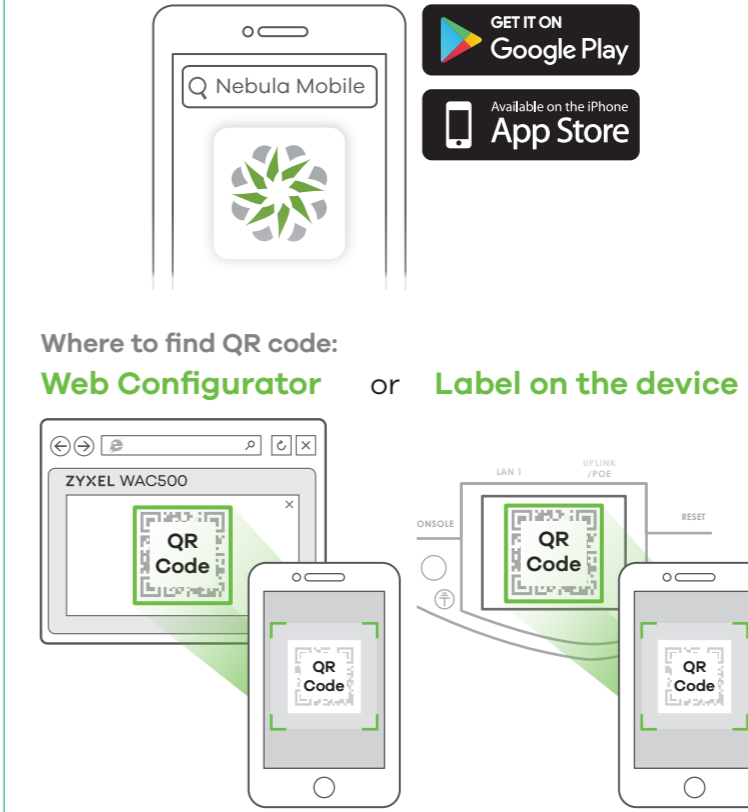 Nebula Mobile
GET IT ON
Google Play
Available on the iPhone
App Store
Where to find QR code:
Web Configurator or Label on the device
ZYXEL WAC500
QR
Code
QR
Code
LAN 1
UPLINK
/POE
ONSOLE
RESET
QR
Code
QR
Code